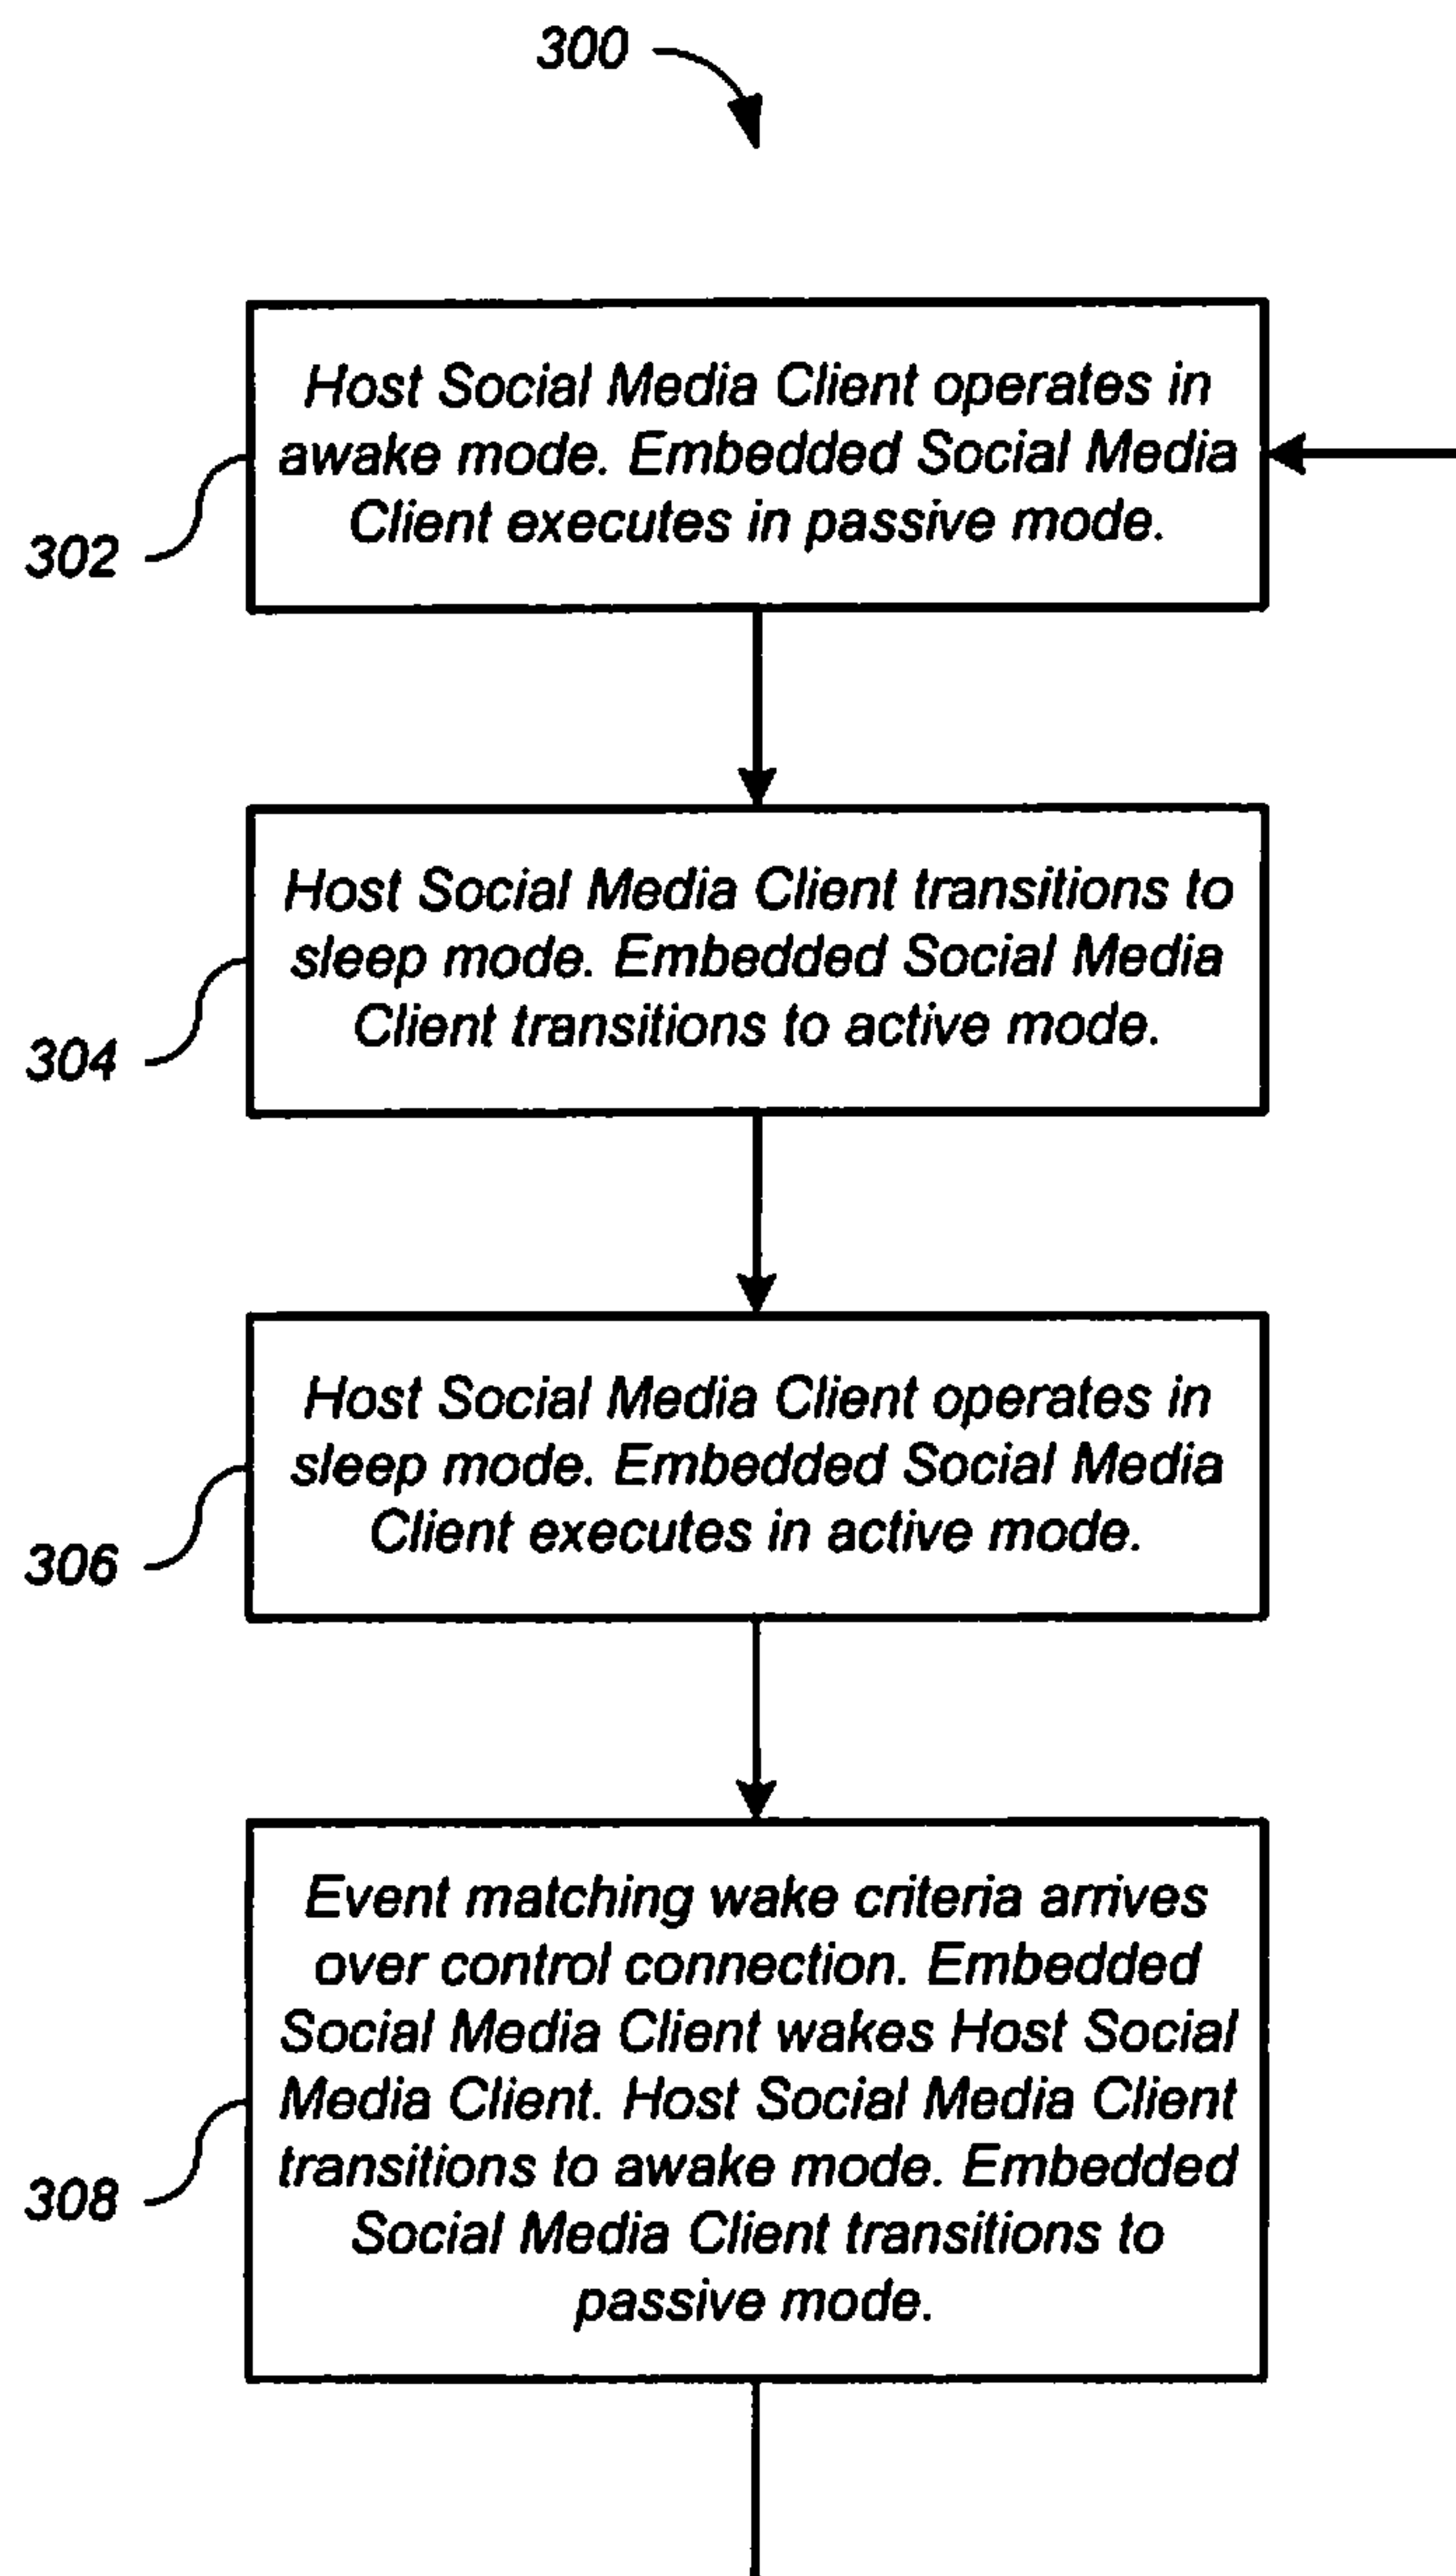 300
Host Social Media Client operates in
awake mode. Embedded Social Media
Client executes in passive mode.
302
Host Social Media Client transitions to
sleep mode. Embedded Social Media
Client transitions to active mode.
304
Host Social Media Client operates in
sleep mode. Embedded Social Media
Client executes in active mode.
306
Event matching wake criteria arrives
over control connection. Embedded
Social Media Client wakes Host Social
Media Client. Host Social Media Client
transitions to awake mode. Embedded
Social Media Client transitions to
passive mode.
308